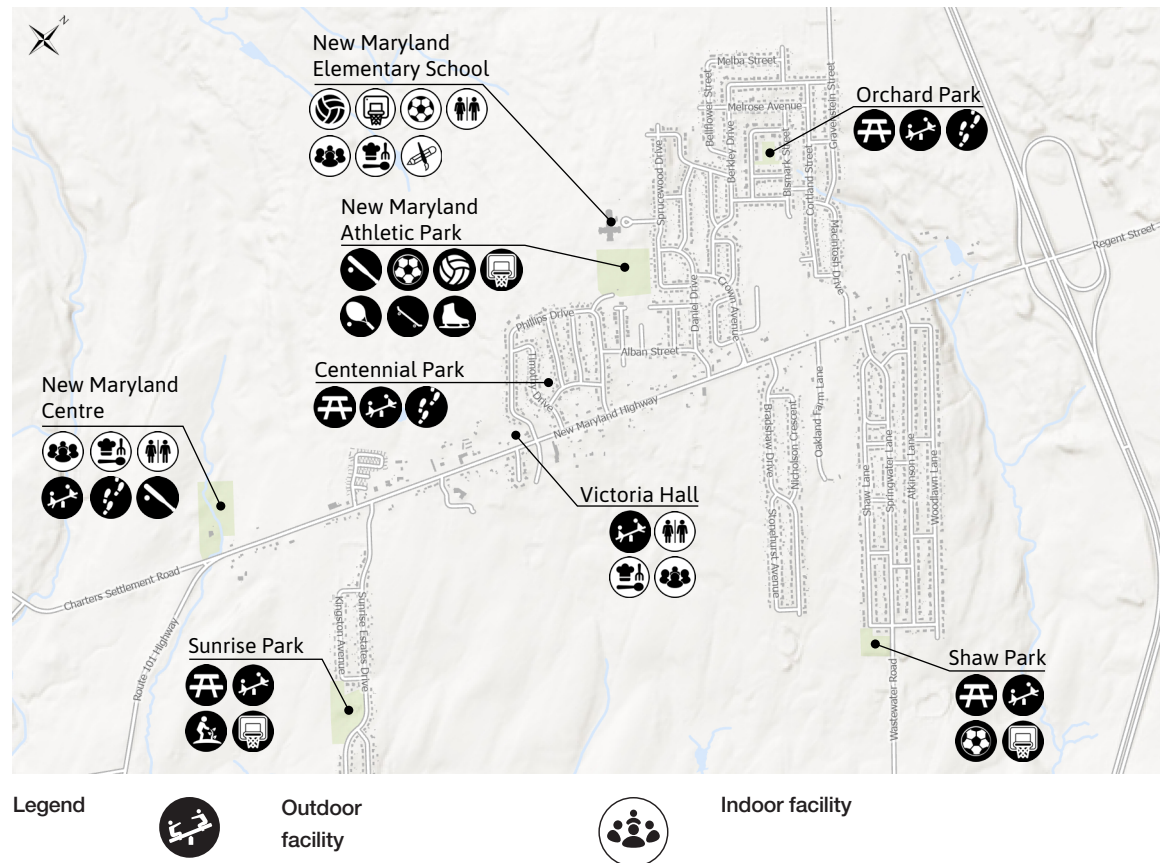 N
New Maryland
Elementary School
Orchard Park
New Maryland
Athletic Park
Centennial Park
New Maryland
Centre
Victoria Hall
Sunrise Park
Shaw Park
Melba Street
Bellflower Street
Melrose Avenue
Gravenstein Street
Berkley Drive
Bismark Street
Cortland Street
Sprucewood Drive
Macintosh Drive
Regent Street
Daniel Drive
Crown Avenue
Phillips Drive
Alban Street
Timothy Drive
New Maryland Highway
Bradshaw Drive
Nicholson Crescent
Oakland Farm Lane
Stonehurst Avenue
Shaw Lane
Springwater Lane
Atkinson Lane
Woodlawn Lane
Charters Settlement Road
Route 101 Highway
Kingston Avenue
Sunrise Estates Drive
Wastewater Road
Legend
Outdoor
facility
Indoor facility